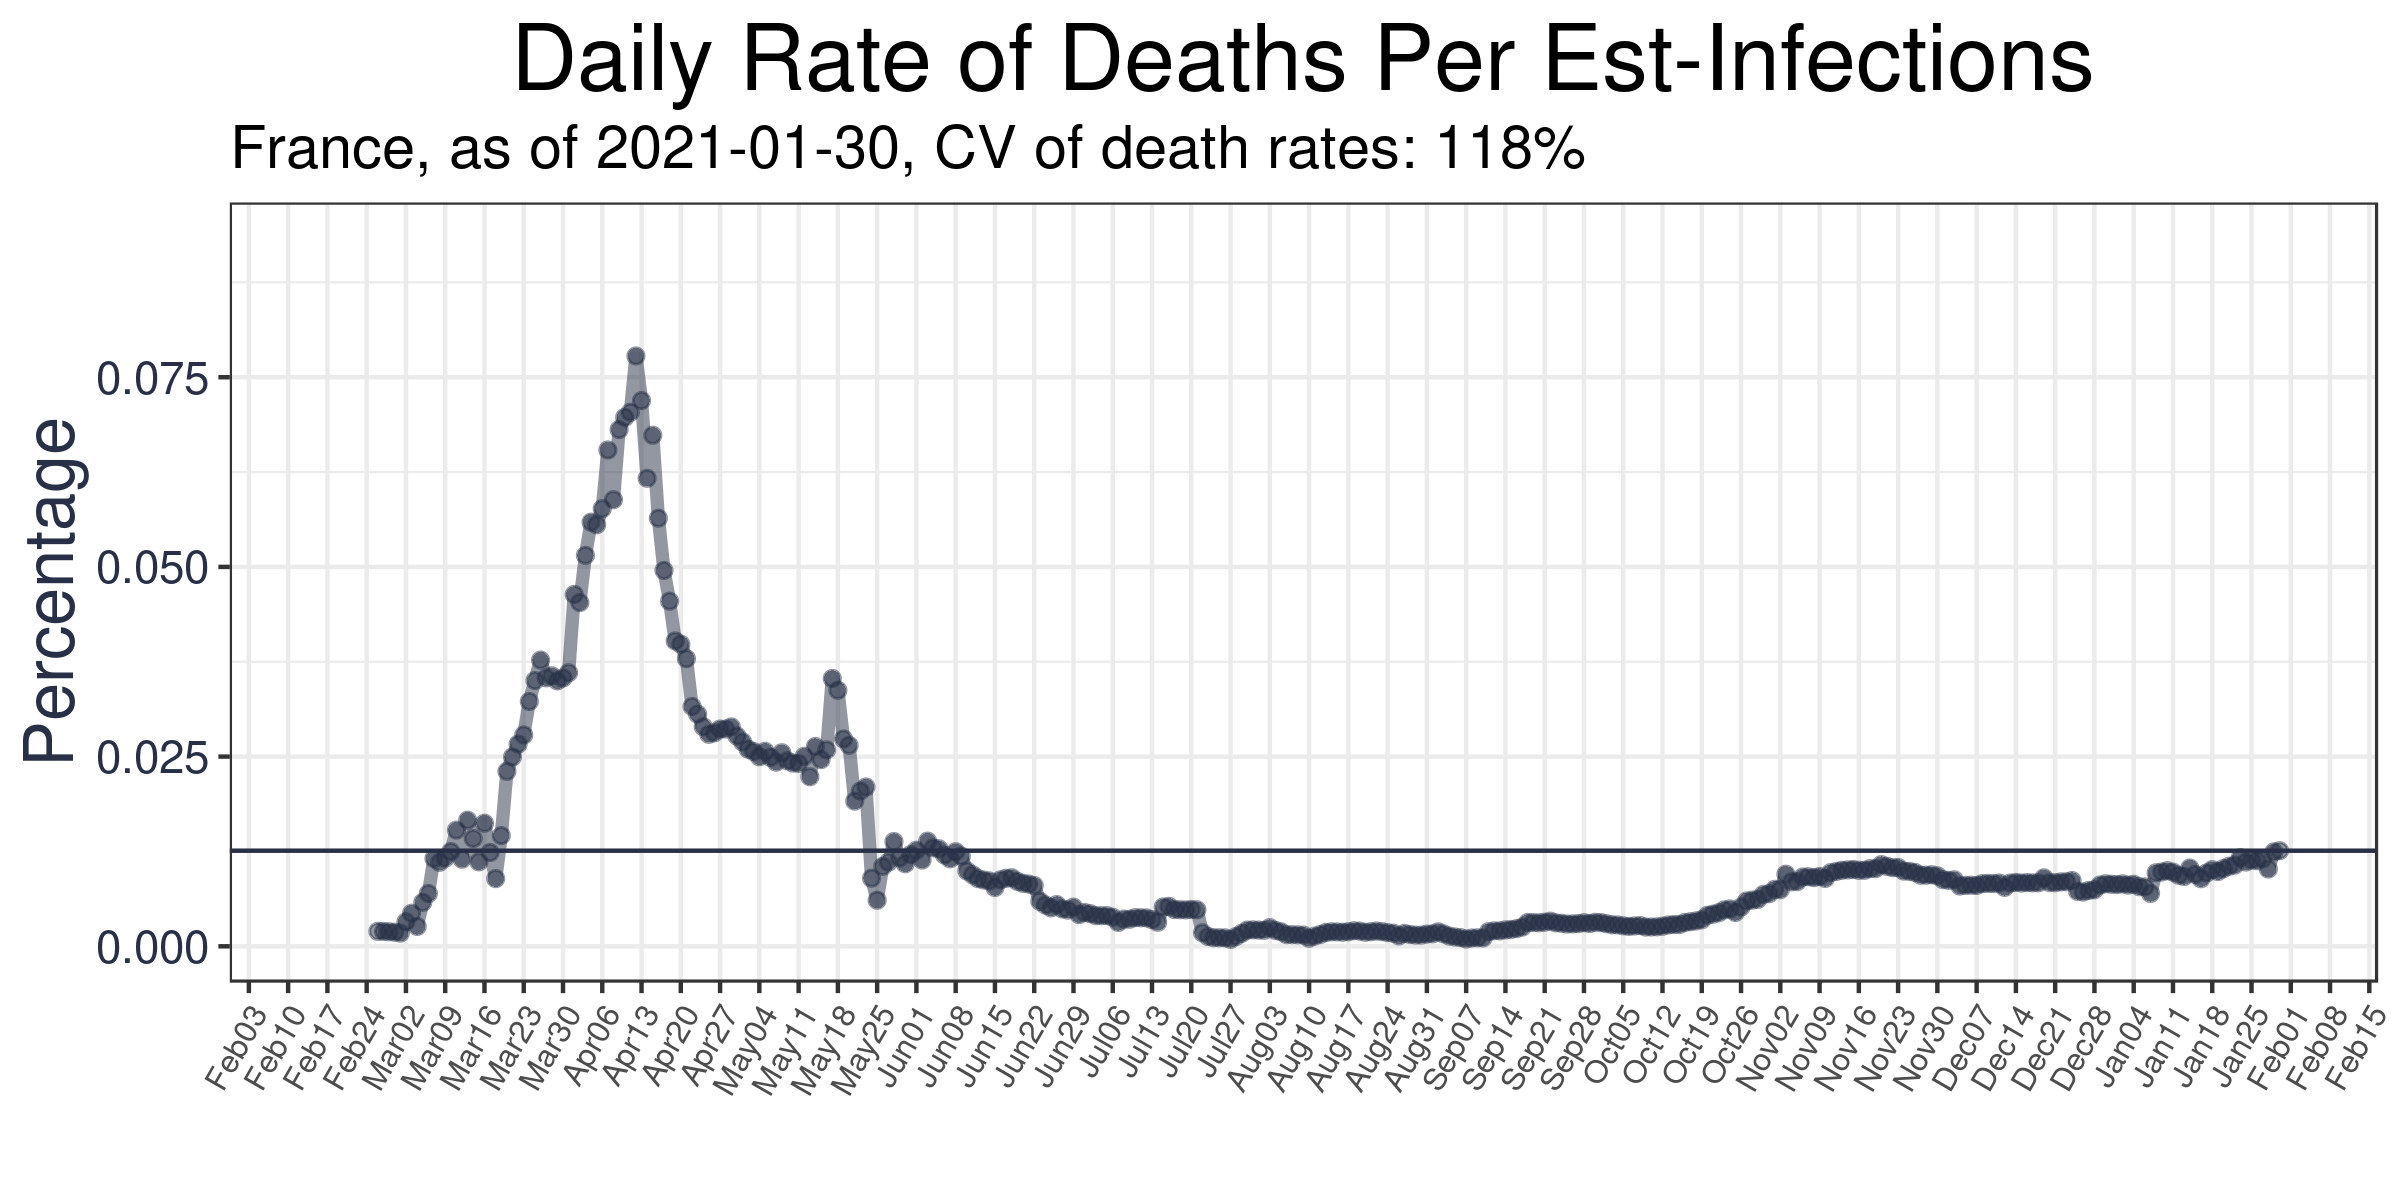 Daily Rate of Deaths Per Est-Infections
France, as of 2021-01-30, CV of death rates: 118%
Percentage
0.075
0.050
0.025
0.000
Feb03 Feb10 Feb17 Feb24 Mar02 Mar09 Mar16 Mar23 Mar30 Apr06 Apr13 Apr20 Apr27 May04 May11 May18 May25 Jun01 Jun08 Jun15 Jun22 Jun29 Jul06 Jul13 Jul20 Jul27 Aug03 Aug10 Aug17 Aug24 Aug31 Sep07 Sep14 Sep21 Sep28 Oct05 Oct12 Oct19 Oct26 Nov02 Nov09 Nov16 Nov23 Nov30 Nov07 Dec14 Dec21 Dec28 Dec04 Jan11 Jan18 Jan25 Jan01 Feb08 Feb15